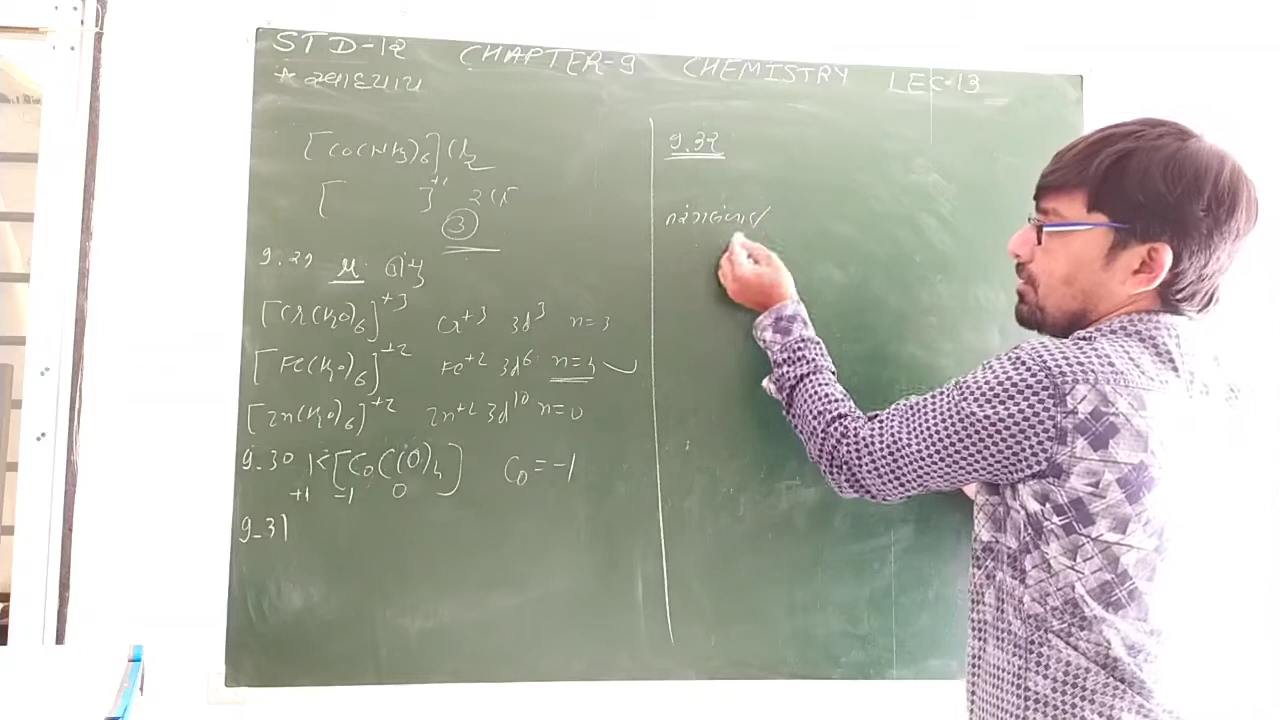 STD-12 CHAPTER-9 CHEMISTRY LEC-13
* સ્વાધ્યાય
[Co(NH3)6]Cl2
[ ]+1 2Cl-
3
9.29 μ.
[Cr(H2O)6]+3 Cr+3 3d3 n=3
[Fe(H2O)6]+2 Fe+2 3d6 n=4 ✓
[Zn(H2O)6]+2 Zn+2 3d10 n=0
9.30 K[Co(CO)4] Co=-1
+1 -1 0
9.31
9.32
તરંગલંબાઈ